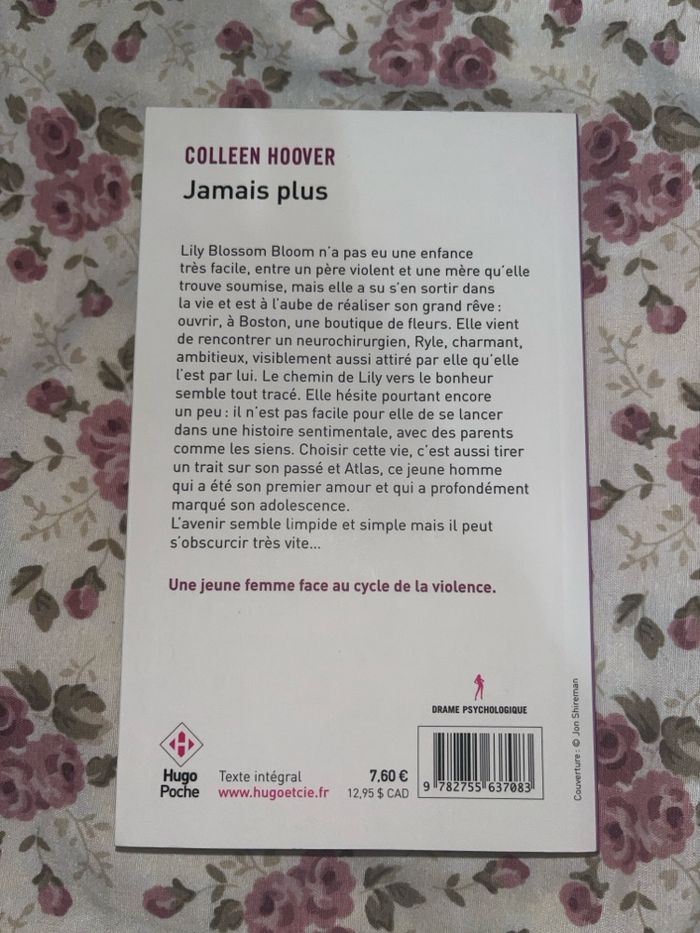 COLLEEN HOOVER
Jamais plus
Lily Blossom Bloom n'a pas eu une enfance
très facile, entre un père violent et une mère qu'elle
trouve soumise, mais elle a su s'en sortir dans
la vie et est à l'aube de réaliser son grand rêve :
ouvrir, à Boston, une boutique de fleurs. Elle vient
de rencontrer un neurochirurgien, Ryle, charmant,
ambitieux, visiblement aussi attiré par elle qu'elle
l'est par lui. Le chemin de Lily vers le bonheur
semble tout tracé. Elle hésite pourtant encore
un peu : il n'est pas facile pour elle de se lancer
dans une histoire sentimentale, avec des parents
comme les siens. Choisir cette vie, c'est aussi tirer
un trait sur son passé et Atlas, ce jeune homme
qui a été son premier amour et qui a profondément
marqué son adolescence.
L'avenir semble limpide et simple mais il peut
s'obscurcir très vite...
Une jeune femme face au cycle de la violence.
DRAME PSYCHOLOGIQUE
H
Hugo
Poche
Texte intégral
www.hugoetcie.fr
7,60 €
12,95 $ CAD
9 782755 637083
Couverture : © Jon Shireman